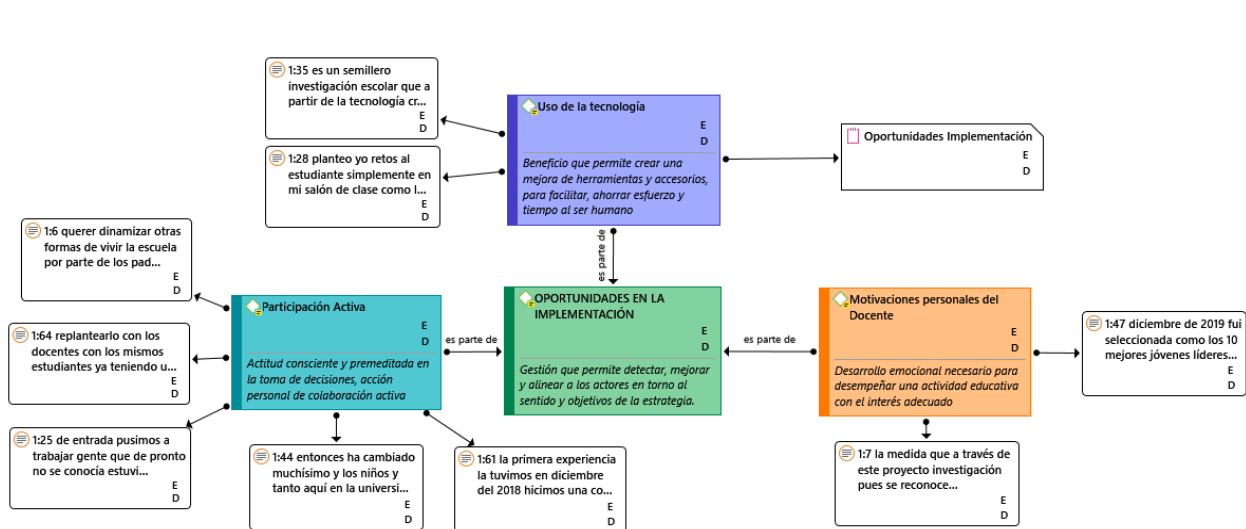 1:35 es un semillero
investigación escolar que a
partir de la tecnología cr...
E
D
Uso de la tecnología
E
D
Beneficio que permite crear una
mejora de herramientas y accesorios,
para facilitar, ahorrar esfuerzo y
tiempo al ser humano
Oportunidades Implementación
E
D
1:28 planteo yo retos al
estudiante simplemente en
mi salón de clase como l...
E
D
es parte de
1:6 querer dinamizar otras
formas de vivir la escuela
por parte de los pad...
E
D
Participación Activa
E
D
Actitud consciente y premeditada en
la toma de decisiones, acción
personal de colaboración activa
es parte de
OPORTUNIDADES EN LA
IMPLEMENTACIÓN
E
D
Gestión que permite detectar, mejorar
y alinear a los actores en torno al
sentido y objetivos de la estrategia.
es parte de
Motivaciones personales del
Docente
E
D
Desarrollo emocional necesario para
desempeñar una actividad educativa
con el interés adecuado
1:47 diciembre de 2019 fui
seleccionada como los 10
mejores jóvenes líderes...
E
D
1:64 replantearlo con los
docentes con los mismos
estudiantes ya teniendo u...
E
D
1:25 de entrada pusimos a
trabajar gente que de pronto
no se conocía estuvi...
E
D
1:44 entonces ha cambiado
muchísimo y los niños y
tanto aquí en la universi...
E
D
1:61 la primera experiencia
la tuvimos en diciembre
del 2018 hicimos una co...
E
D
1:7 la medida que a través de
este proyecto investigación
pues se reconoce...
E
D